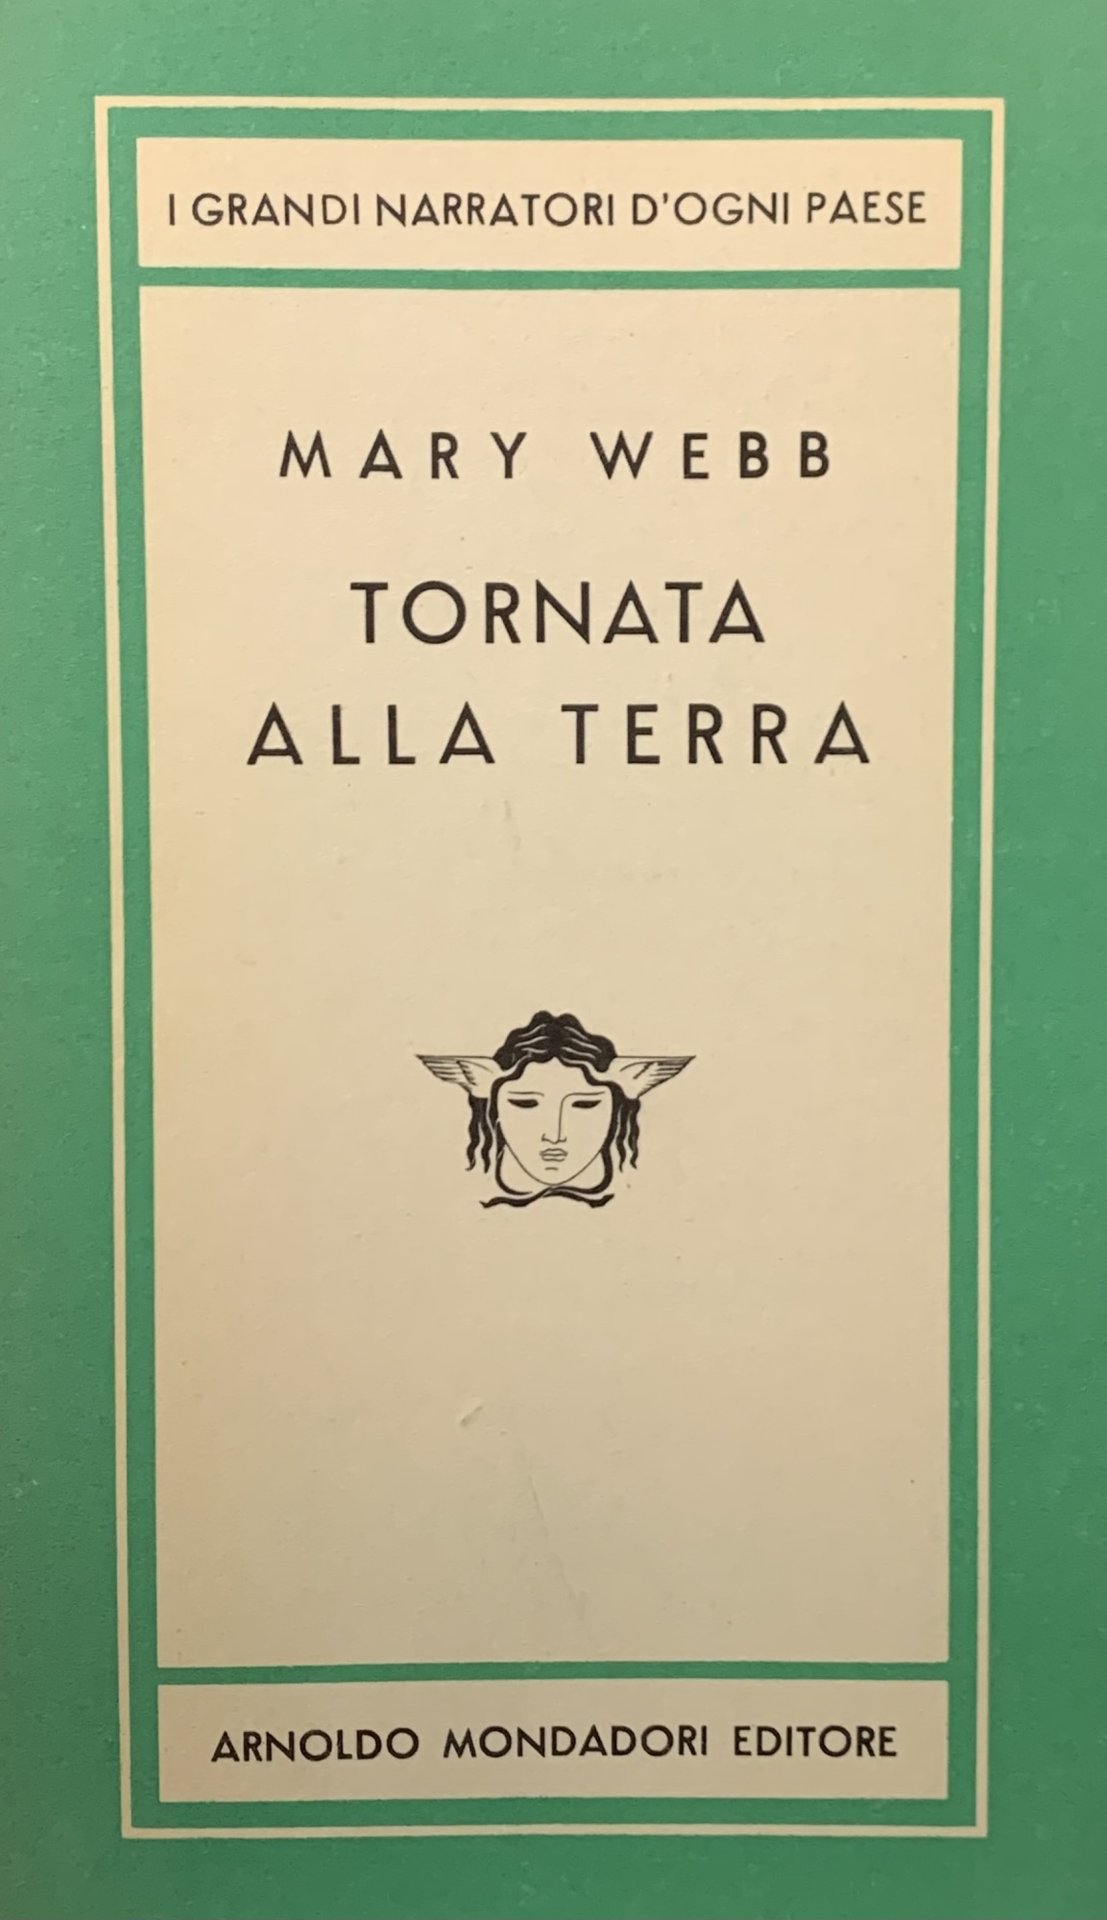 I GRANDI NARRATORI D'OGNI PAESE
MARY WEBB
TORNATA
ALLA TERRA
ARNOLDO MONDADORI EDITORE